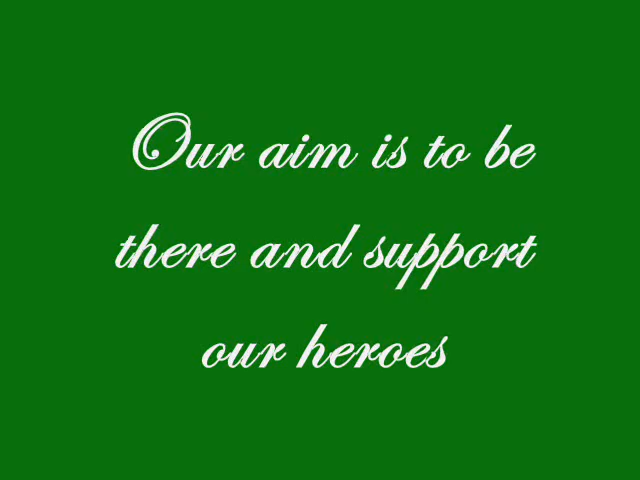 Our aim is to be
there and support
our heroes